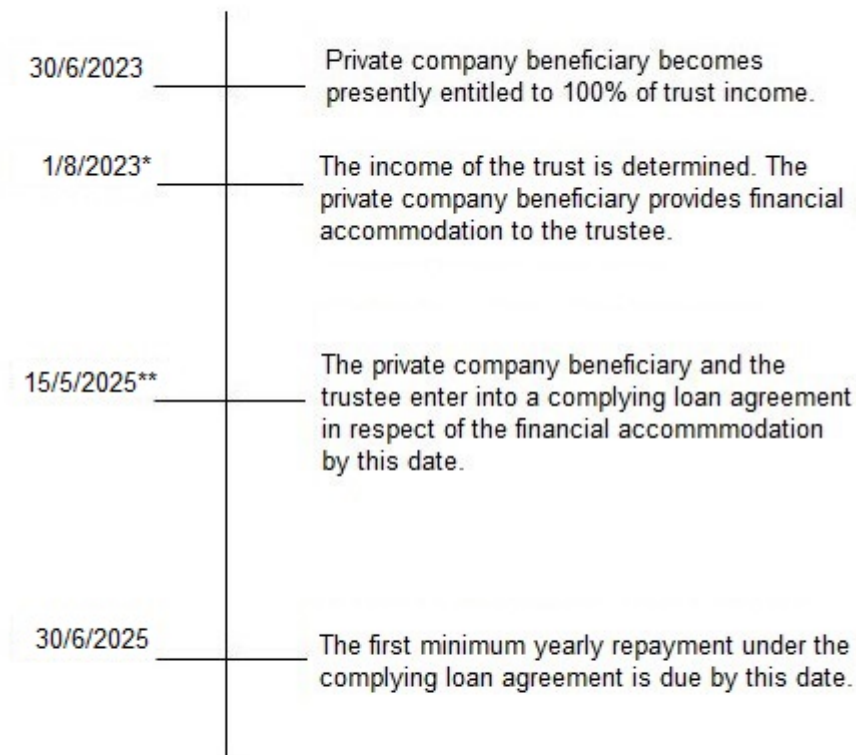 30/6/2023
Private company beneficiary becomes
presently entitled to 100% of trust income.
1/8/2023*
The income of the trust is determined. The
private company beneficiary provides financial
accommodation to the trustee.
15/5/2025**
The private company beneficiary and the
trustee enter into a complying loan agreement
in respect of the financial accommmodation
by this date.
30/6/2025
The first minimum yearly repayment under the
complying loan agreement is due by this date.